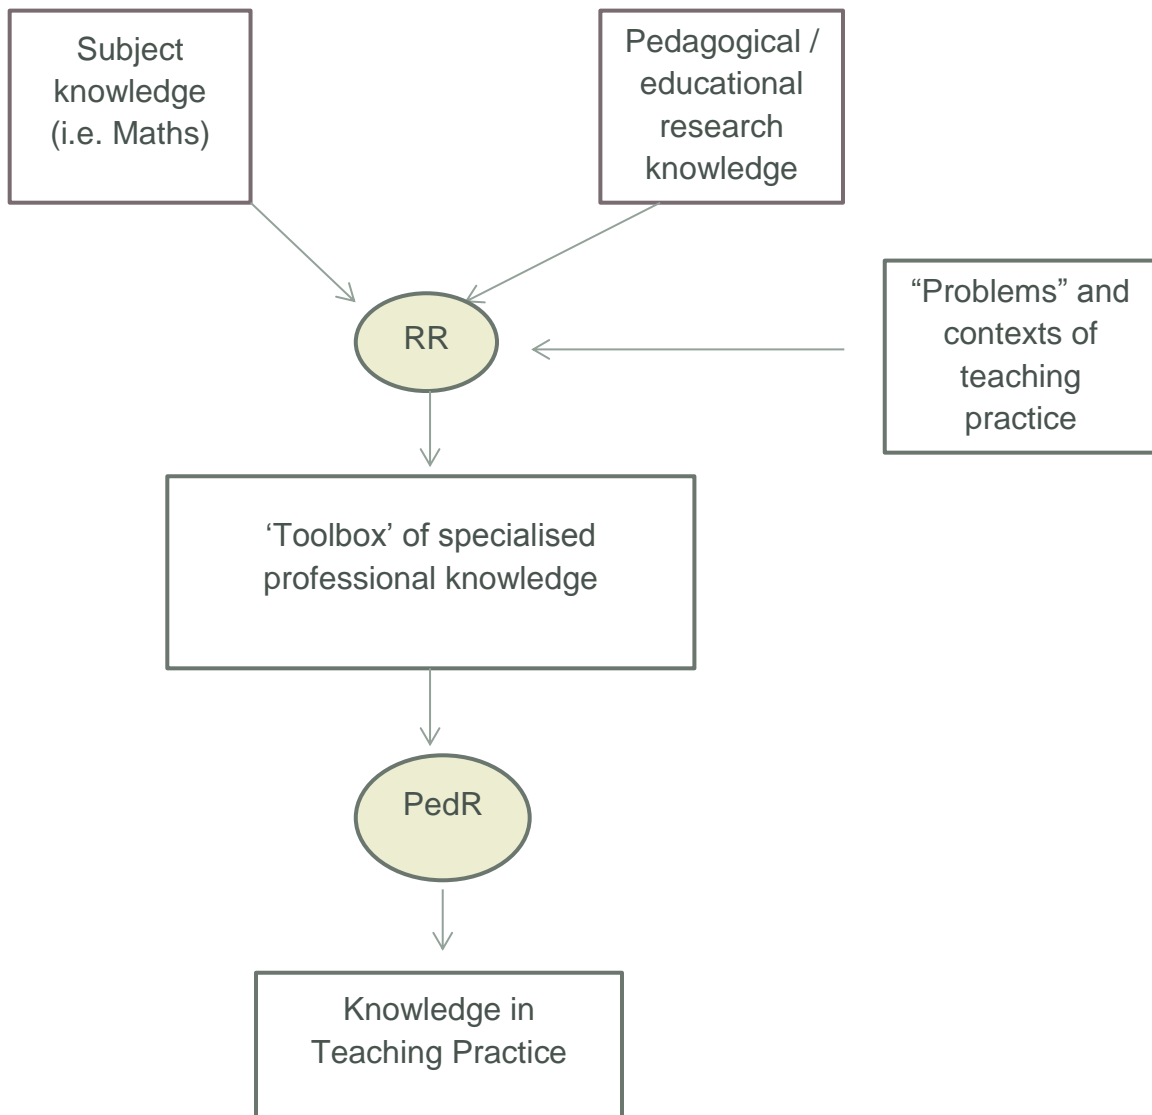 Subject
knowledge
(i.e. Maths)
Pedagogical /
educational
research
knowledge
“Problems” and
contexts of
teaching
practice
RR
‘Toolbox’ of specialised
professional knowledge
PedR
Knowledge in
Teaching Practice